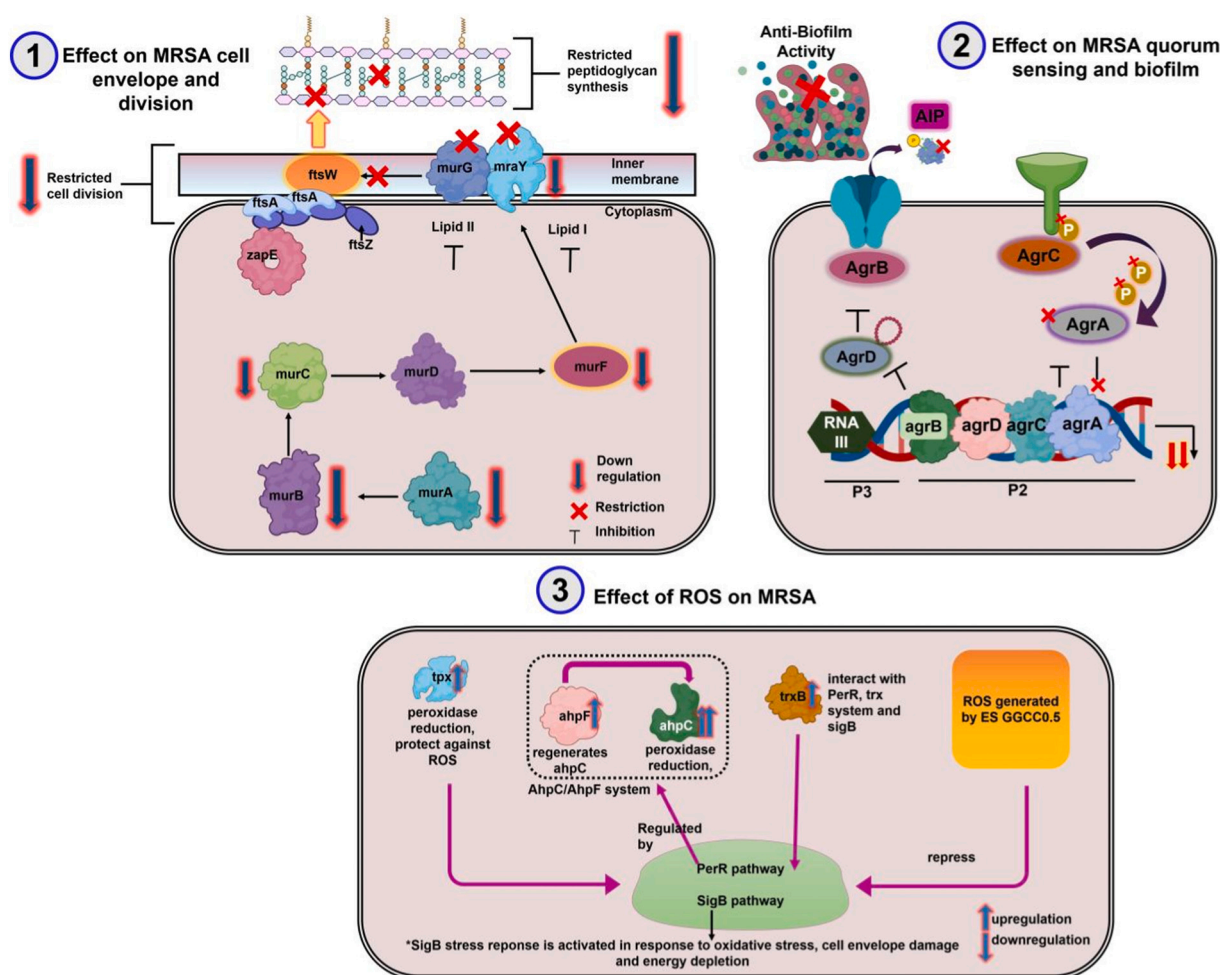 1
Effect on MRSA cell
envelope and
division
Restricted
peptidoglycan
synthesis
Restricted
cell division
ftsW
murG
mraY
Inner
membrane
Cytoplasm
ftsA
ftsA
ftsZ
zapE
Lipid II
Lipid I
murC
murD
murF
murB
murA
Down
regulation
Restriction
Inhibition
2
Effect on MRSA quorum
sensing and biofilm
Anti-Biofilm
Activity
AIP
AgrB
AgrC
P
P
P
AgrA
AgrD
RNA
III
agrB
agrD
agrC
agrA
P3
P2
3
Effect of ROS on MRSA
tpx
peroxidase
reduction,
protect against
ROS
ahpF
regenerates
ahpC
ahpC
peroxidase
reduction,
AhpC/AhpF system
trxB
interact with
PerR, trx
system and
sigB
ROS generated
by ES GGCC0.5
Regulated
by
repress
PerR pathway
SigB pathway
*SigB stress reponse is activated in response to oxidative stress, cell envelope damage
and energy depletion
upregulation
downregulation